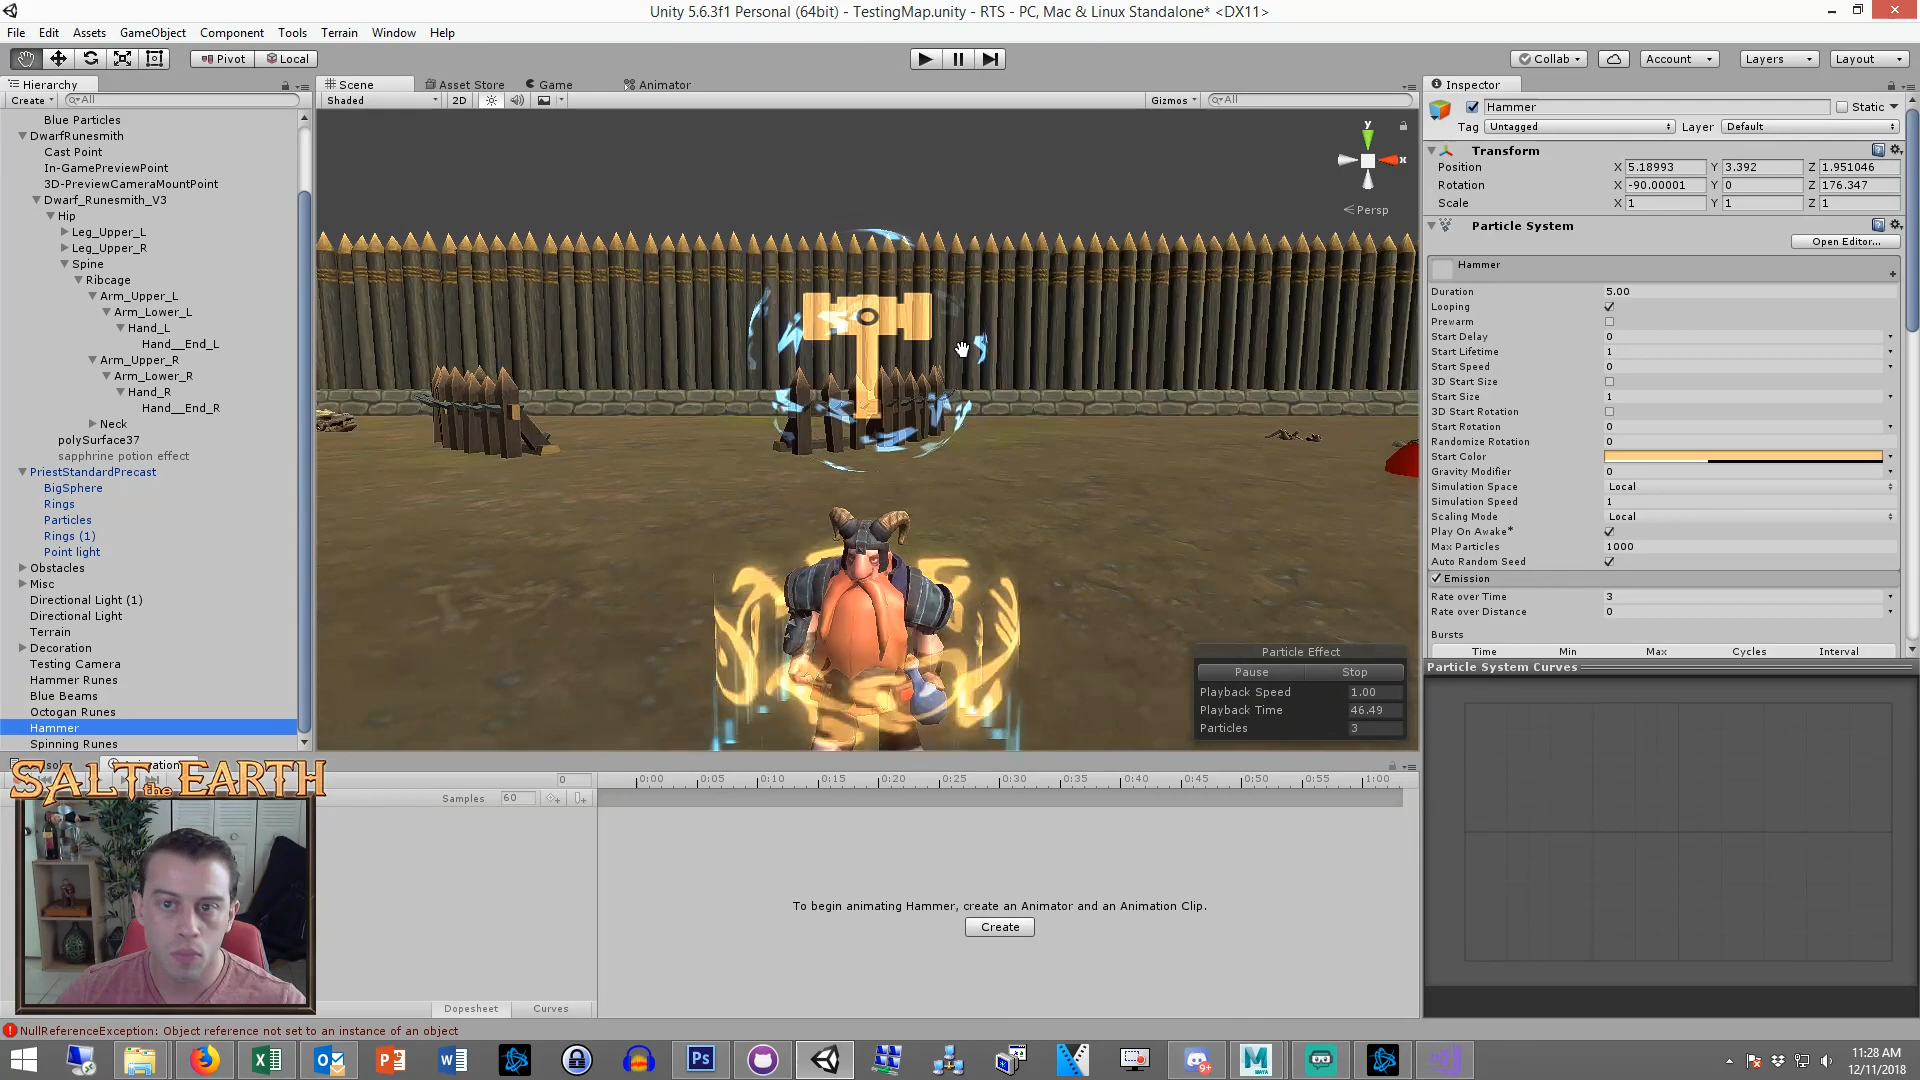 Unity 5.6.3f1 Personal (64bit) - TestingMap.unity - RTS - PC, Mac & Linux Standalone* <DX11>
File Edit Assets GameObject Component Tools Terrain Window Help
Pivot Local
Collab Account Layers Layout
Hierarchy
Create All
Blue Particles
DwarfRunesmith
Cast Point
In-GamePreviewPoint
3D-PreviewCameraMountPoint
Dwarf_Runesmith_V3
Hip
Leg_Upper_L
Leg_Upper_R
Spine
Ribcage
Arm_Upper_L
Arm_Lower_L
Hand_L
Hand__End_L
Arm_Upper_R
Arm_Lower_R
Hand_R
Hand__End_R
Neck
polySurface37
sapphrine potion effect
PriestStandardPrecast
BigSphere
Rings
Particles
Rings (1)
Point light
Obstacles
Misc
Directional Light (1)
Directional Light
Terrain
Decoration
Testing Camera
Hammer Runes
Blue Beams
Octogan Runes
Hammer
Spinning Runes
Scene Asset Store Game Animator
Shaded 2D Gizmos All
y
x
Persp
Particle Effect
Pause Stop
Playback Speed 1.00
Playback Time 46.49
Particles 3
Inspector
Hammer Static
Tag Untagged Layer Default
Transform
Position X 5.18993 Y 3.392 Z 1.951046
Rotation X -90.00001 Y 0 Z 176.347
Scale X 1 Y 1 Z 1
Particle System
Open Editor...
Hammer
Duration 5.00
Looping
Prewarm
Start Delay 0
Start Lifetime 1
Start Speed 0
3D Start Size
Start Size 1
3D Start Rotation
Start Rotation 0
Randomize Rotation 0
Start Color
Gravity Modifier 0
Simulation Space Local
Simulation Speed 1
Scaling Mode Local
Play On Awake*
Max Particles 1000
Auto Random Seed
Emission
Rate over Time 3
Rate over Distance 0
Bursts
Time Min Max Cycles Interval
Particle System Curves
SALT the EARTH
0 0:00 0:05 0:10 0:15 0:20 0:25 0:30 0:35 0:40 0:45 0:50 0:55 1:00
Samples 60
To begin animating Hammer, create an Animator and an Animation Clip.
Create
Dopesheet Curves
NullReferenceException: Object reference not set to an instance of an object
Ps
9+
MAYA
11:28 AM
12/11/2018